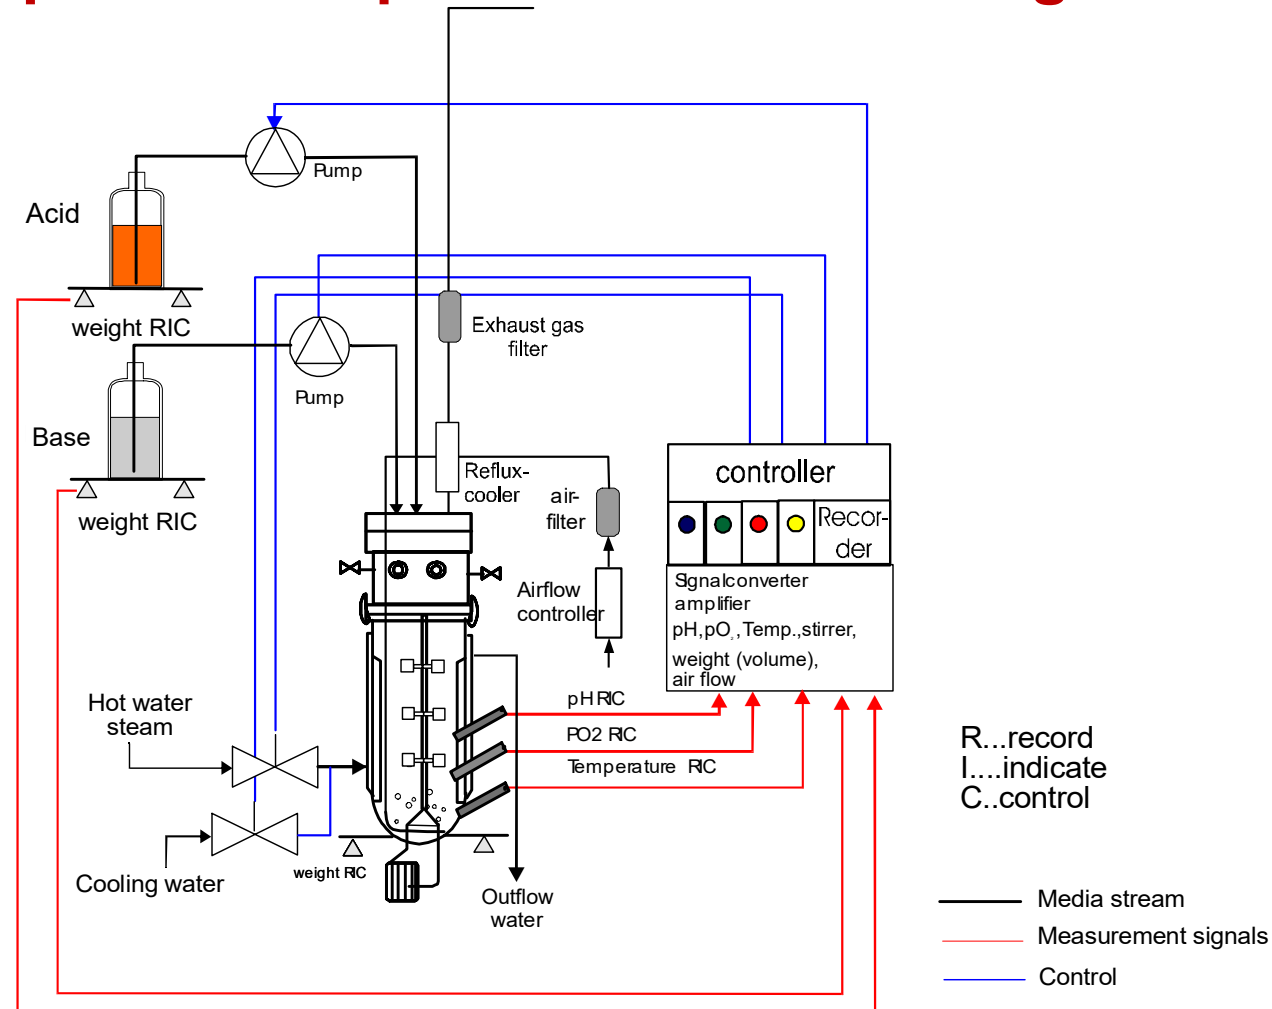 Pump
Acid
weight RIC
Exhaust gas
filter
Pump
Base
weight RIC
Reflux-
cooler
air-
filter
controller
Recor-
der
Airflow
controller
Signalconverter
amplifier
pH,pO₂,Temp.,stirrer,
weight (volume),
air flow
pH RIC
PO2 RIC
Temperature RIC
Hot water
steam
Cooling water
weight RIC
Outflow
water
R...record
I....indicate
C..control
Media stream
Measurement signals
Control